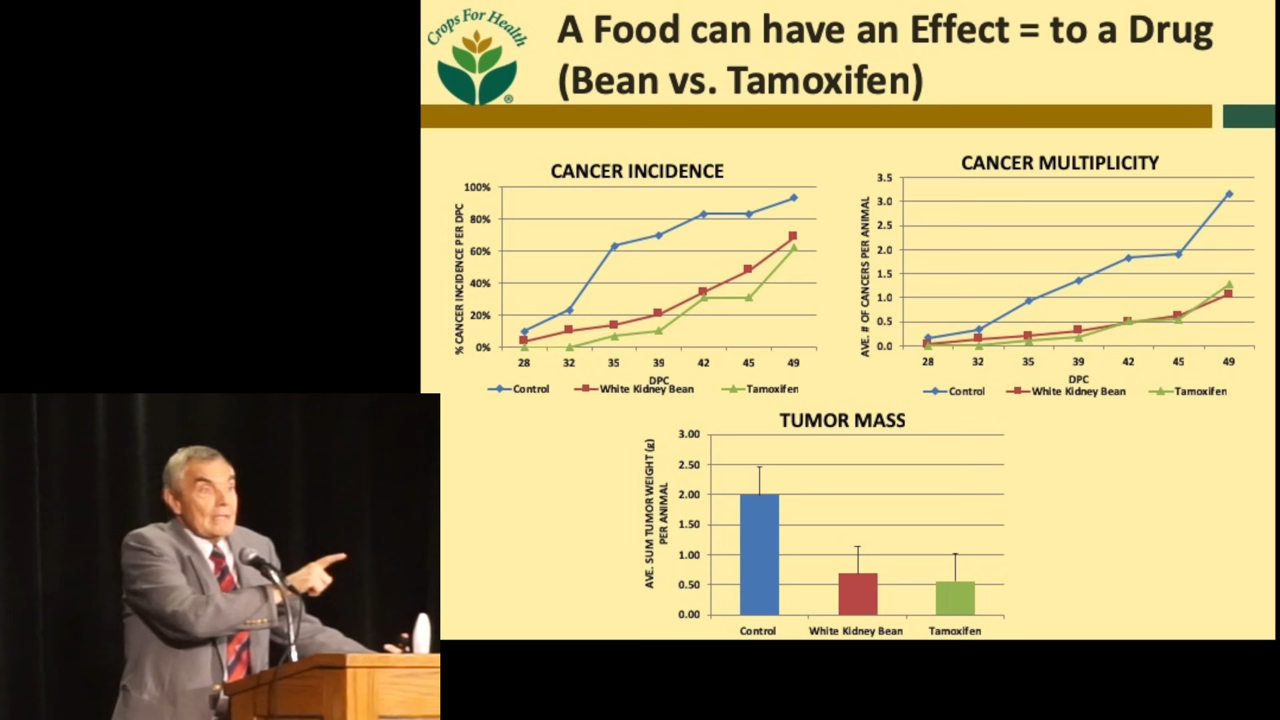 Crops For Health
®
A Food can have an Effect = to a Drug
(Bean vs. Tamoxifen)
CANCER INCIDENCE
% CANCER INCIDENCE PER DPC
100%
80%
60%
40%
20%
0%
28 32 35 39 42 45 49
DPC
Control White Kidney Bean Tamoxifen
CANCER MULTIPLICITY
AVE. # OF CANCERS PER ANIMAL
3.5
3.0
2.5
2.0
1.5
1.0
0.5
0.0
28 32 35 39 42 45 49
DPC
Control White Kidney Bean Tamoxifen
TUMOR MASS
AVE. SUM TUMOR WEIGHT (g)
PER ANIMAL
3.00
2.50
2.00
1.50
1.00
0.50
0.00
Control White Kidney Bean Tamoxifen